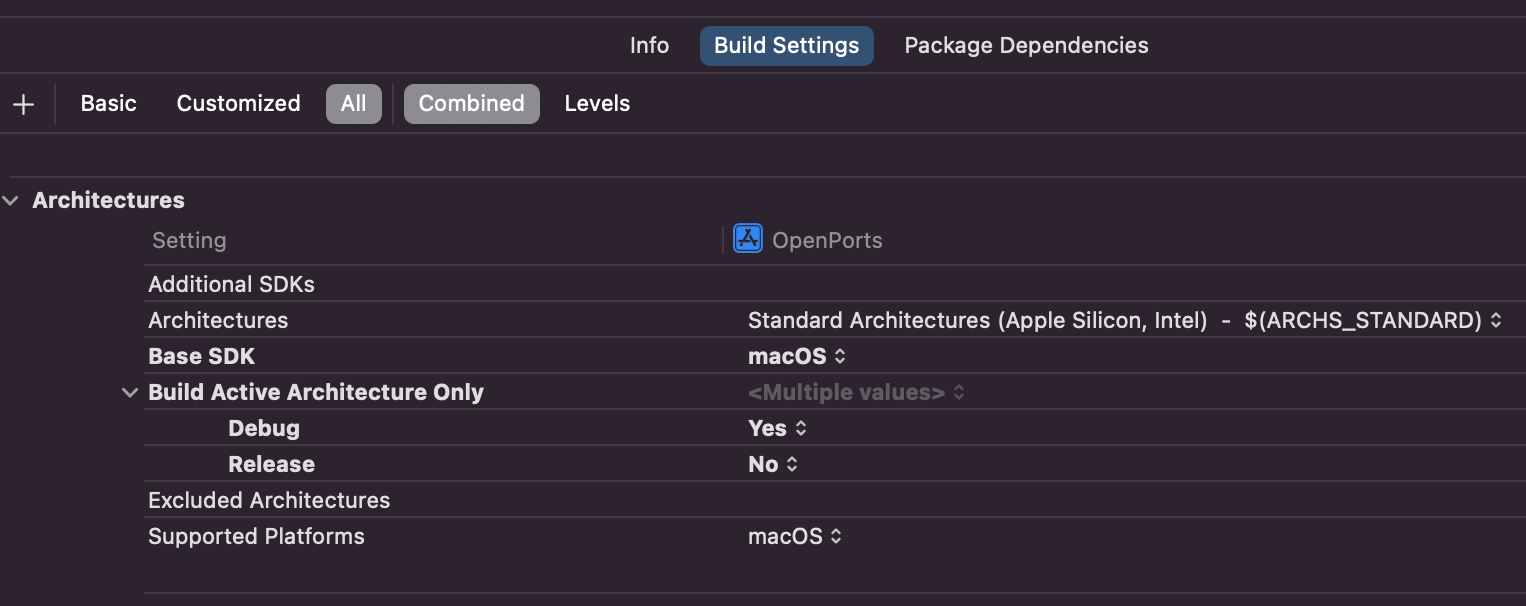 Info Build Settings Package Dependencies
+ Basic Customized All Combined Levels
Architectures
Setting OpenPorts
Additional SDKs
Architectures Standard Architectures (Apple Silicon, Intel) - $(ARCHS_STANDARD)
Base SDK macOS
Build Active Architecture Only <Multiple values>
Debug Yes
Release No
Excluded Architectures
Supported Platforms macOS